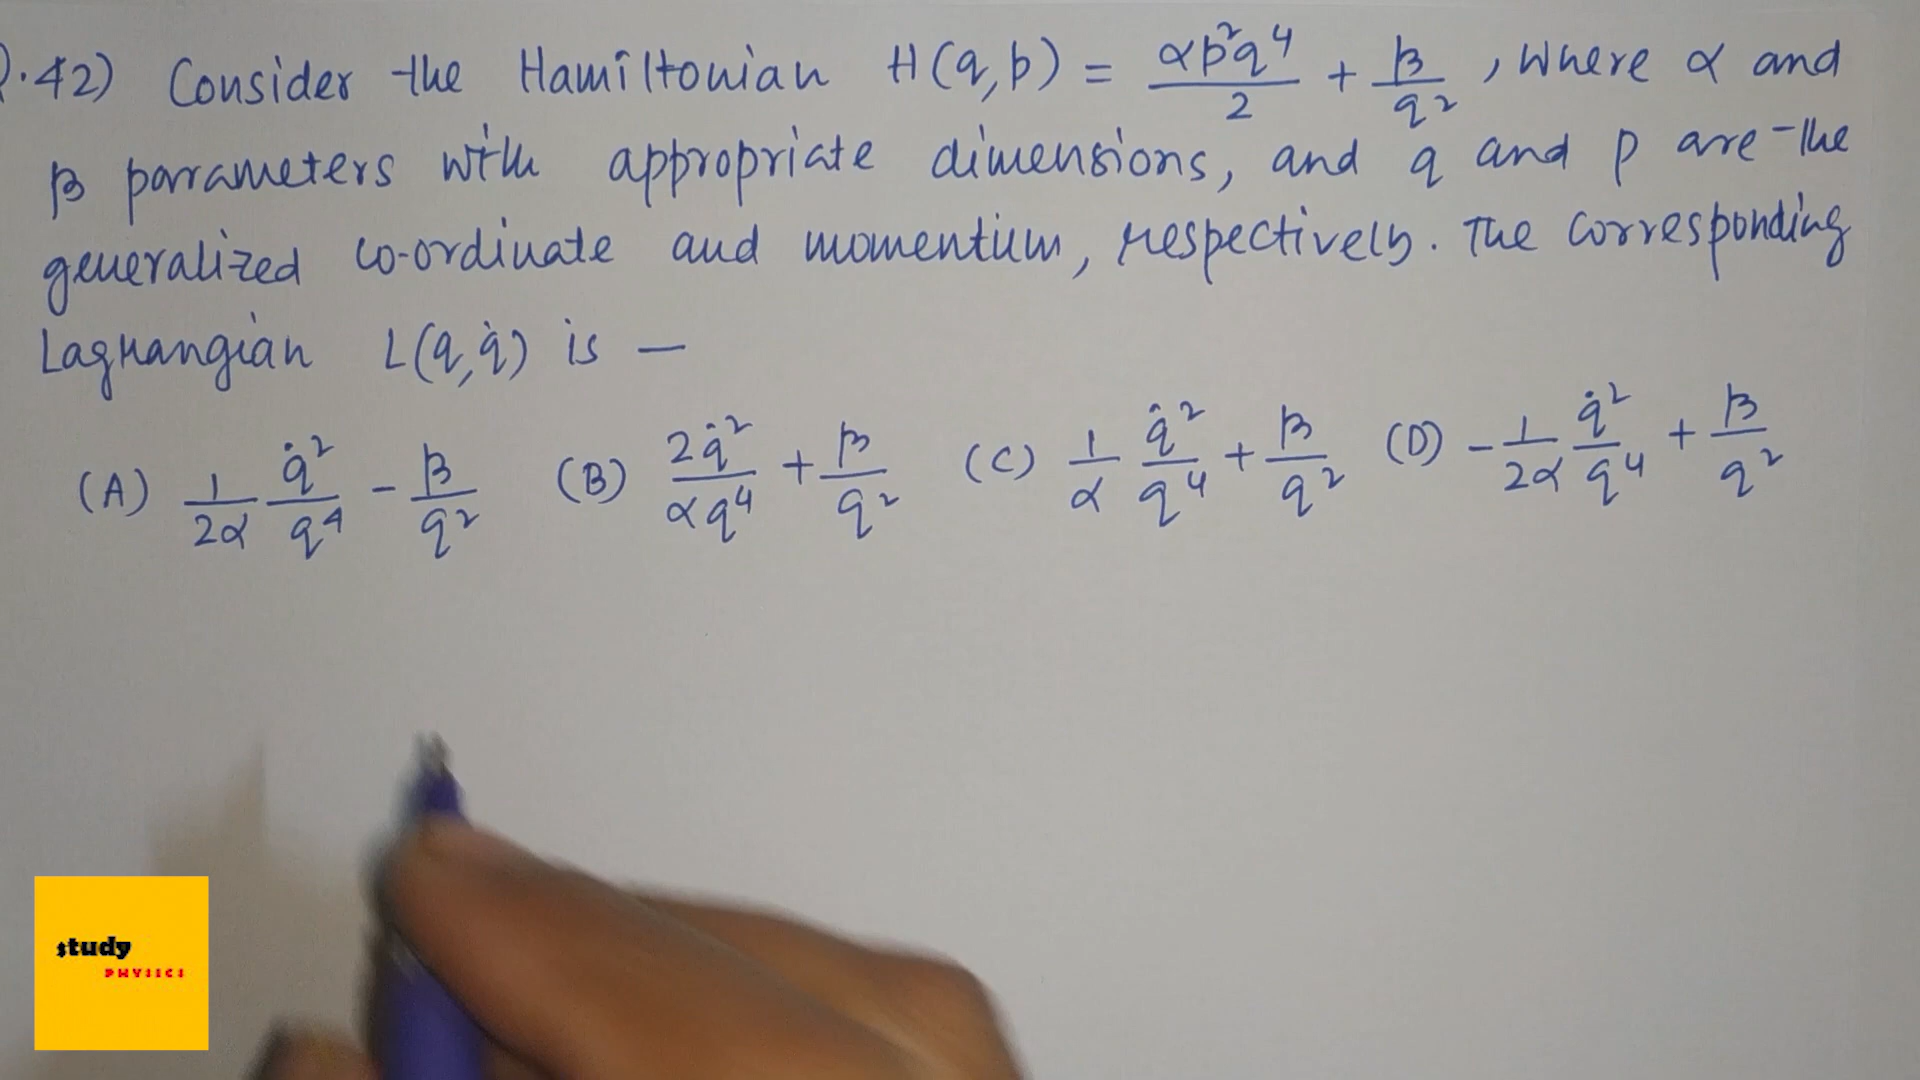 .42) Consider the Hamiltonian H(q,p) = αp²q⁴/2 + β/q² , where α and
β parameters with appropriate dimensions, and q and p are the
generalized co-ordinate and momentum, respectively. The corresponding
Lagrangian L(q,q̇) is —
(A) 1/2α q̇²/q⁴ - β/q² (B) 2q̇²/αq⁴ + β/q² (C) 1/α q̇²/q⁴ + β/q² (D) -1/2α q̇²/q⁴ + β/q²
study
PHYSICS